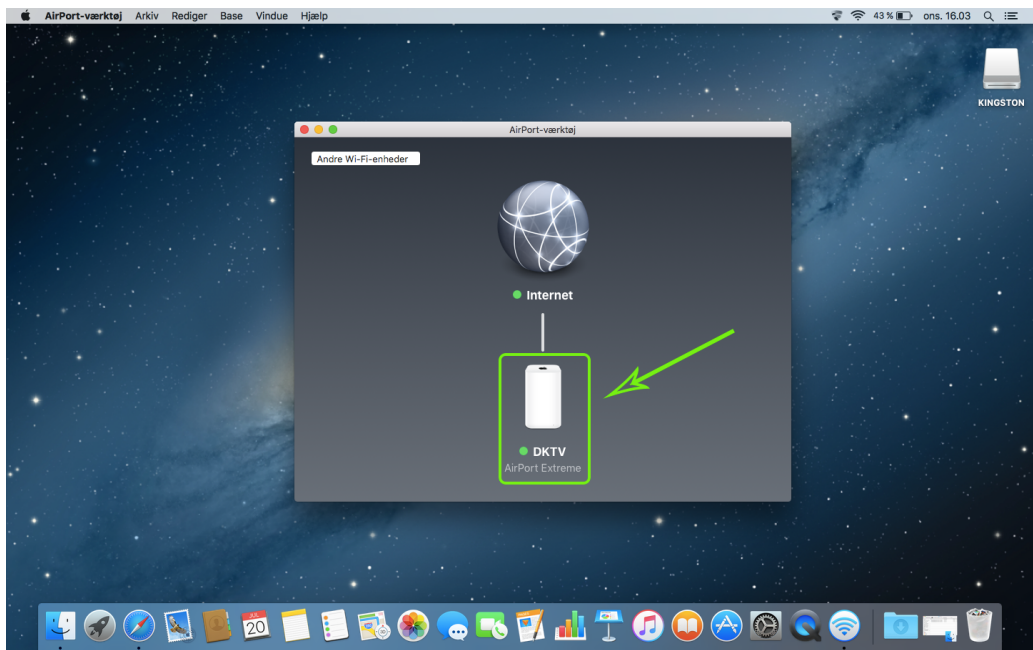 AirPort-værktøj Arkiv Rediger Base Vindue Hjælp 43 % ons. 16.03
KINGSTON
AirPort-værktøj
Andre Wi-Fi-enheder
Internet
DKTV
AirPort Extreme
20